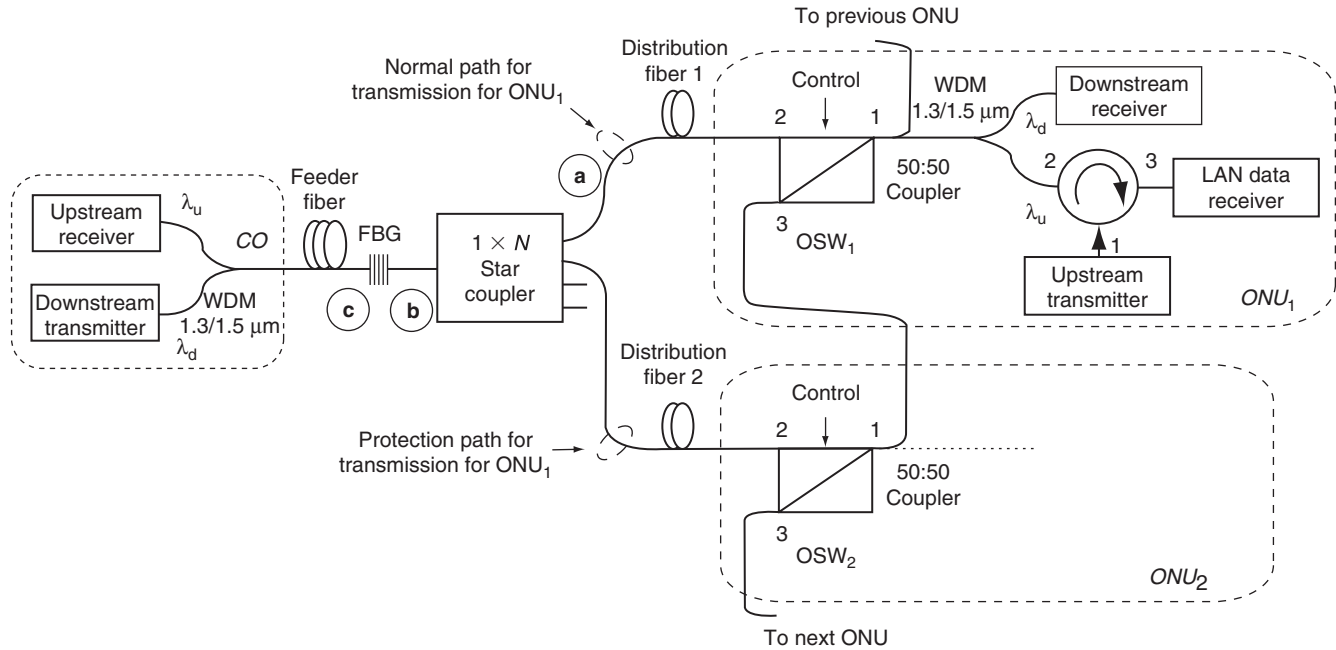 To previous ONU
Normal path for
transmission for ONU₁
Distribution
fiber 1
Control
2
1
WDM
1.3/1.5 μm
λd
Downstream
receiver
a
50:50
Coupler
3
OSW₁
2
3
λu
1
LAN data
receiver
Upstream
transmitter
ONU₁
Upstream
receiver
λu
CO
Feeder
fiber
FBG
1 × N
Star
coupler
Downstream
transmitter
WDM
1.3/1.5 μm
λd
c
b
Distribution
fiber 2
Protection path for
transmission for ONU₁
Control
2
1
50:50
Coupler
3
OSW₂
ONU₂
To next ONU